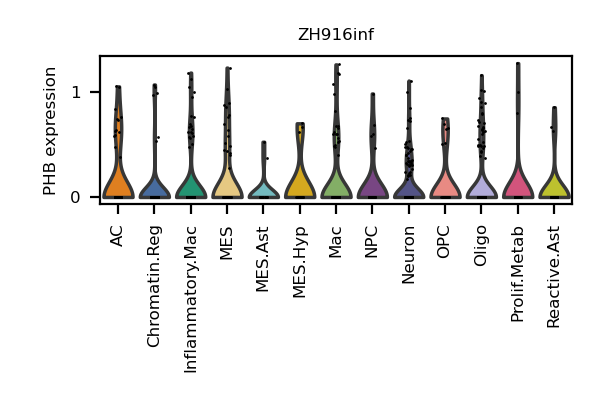 ZH916inf
PHB expression
1
0
AC
Chromatin.Reg
Inflammatory.Mac
MES
MES.Ast
MES.Hyp
Mac
NPC
Neuron
OPC
Oligo
Prolif.Metab
Reactive.Ast